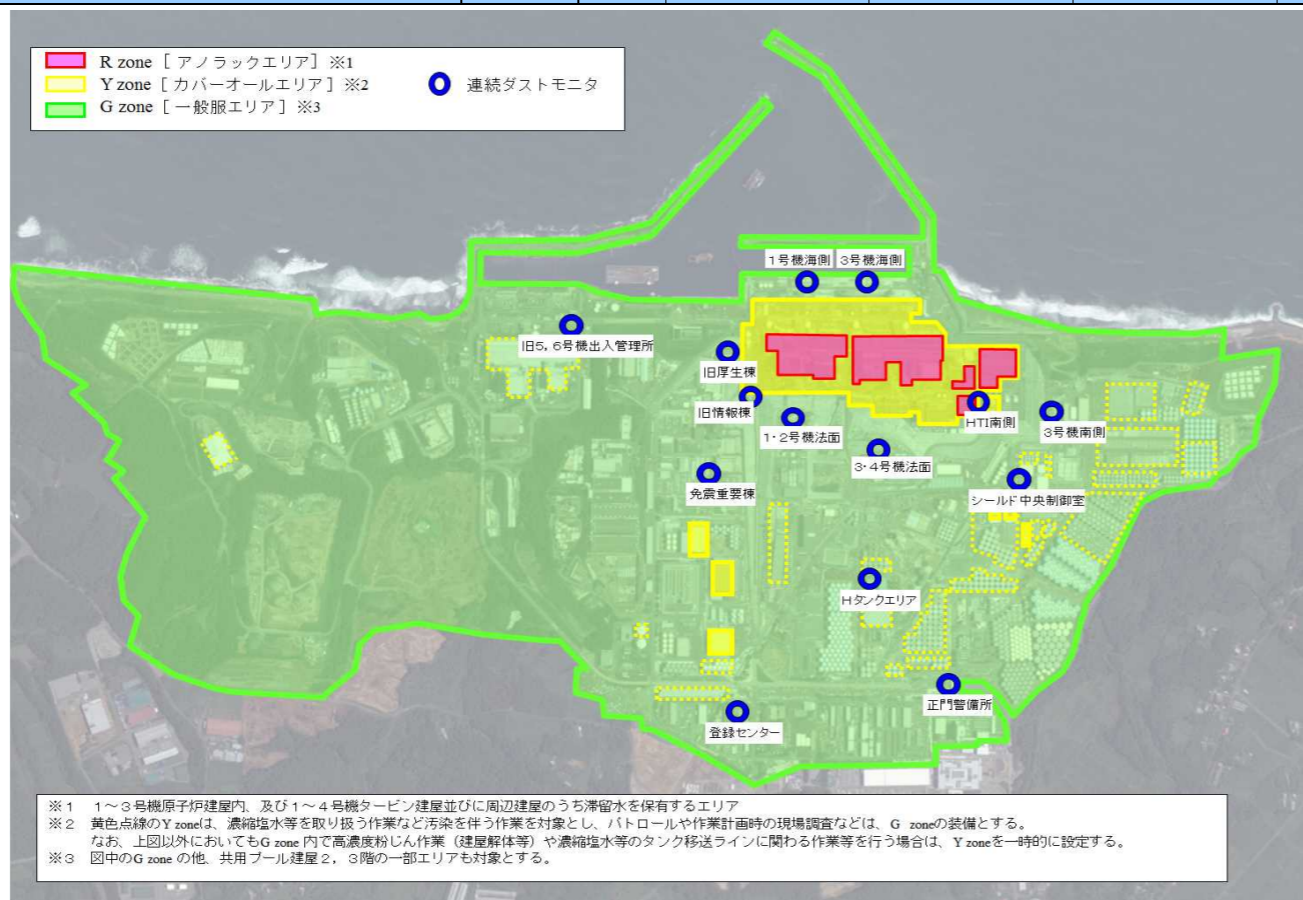 R zone [ アノラックエリア] ※1
Y zone [ カバーオールエリア] ※2
G zone [ 一般服エリア] ※3
連続ダストモニタ
1号機海側
3号機海側
旧5,6号機出入管理所
旧厚生棟
旧情報棟
1・2号機法面
HTI南側
3号機南側
3・4号機法面
免震重要棟
シールド中央制御室
Hタンクエリア
正門警備所
登録センター
※1 1～3号機原子炉建屋内、及び1～4号機タービン建屋並びに周辺建屋のうち滞留水を保有するエリア
※2 黄色点線のY zoneは、濃縮塩水等を取り扱う作業など汚染を伴う作業を対象とし、パトロールや作業計画時の現場調査などは、G zoneの装備とする。
なお、上図以外においてもG zone 内で高濃度粉じん作業（建屋解体等）や濃縮塩水等のタンク移送ラインに関わる作業等を行う場合は、Y zoneを一時的に設定する。
※3 図中のG zone の他、共用プール建屋2，3階の一部エリアも対象とする。